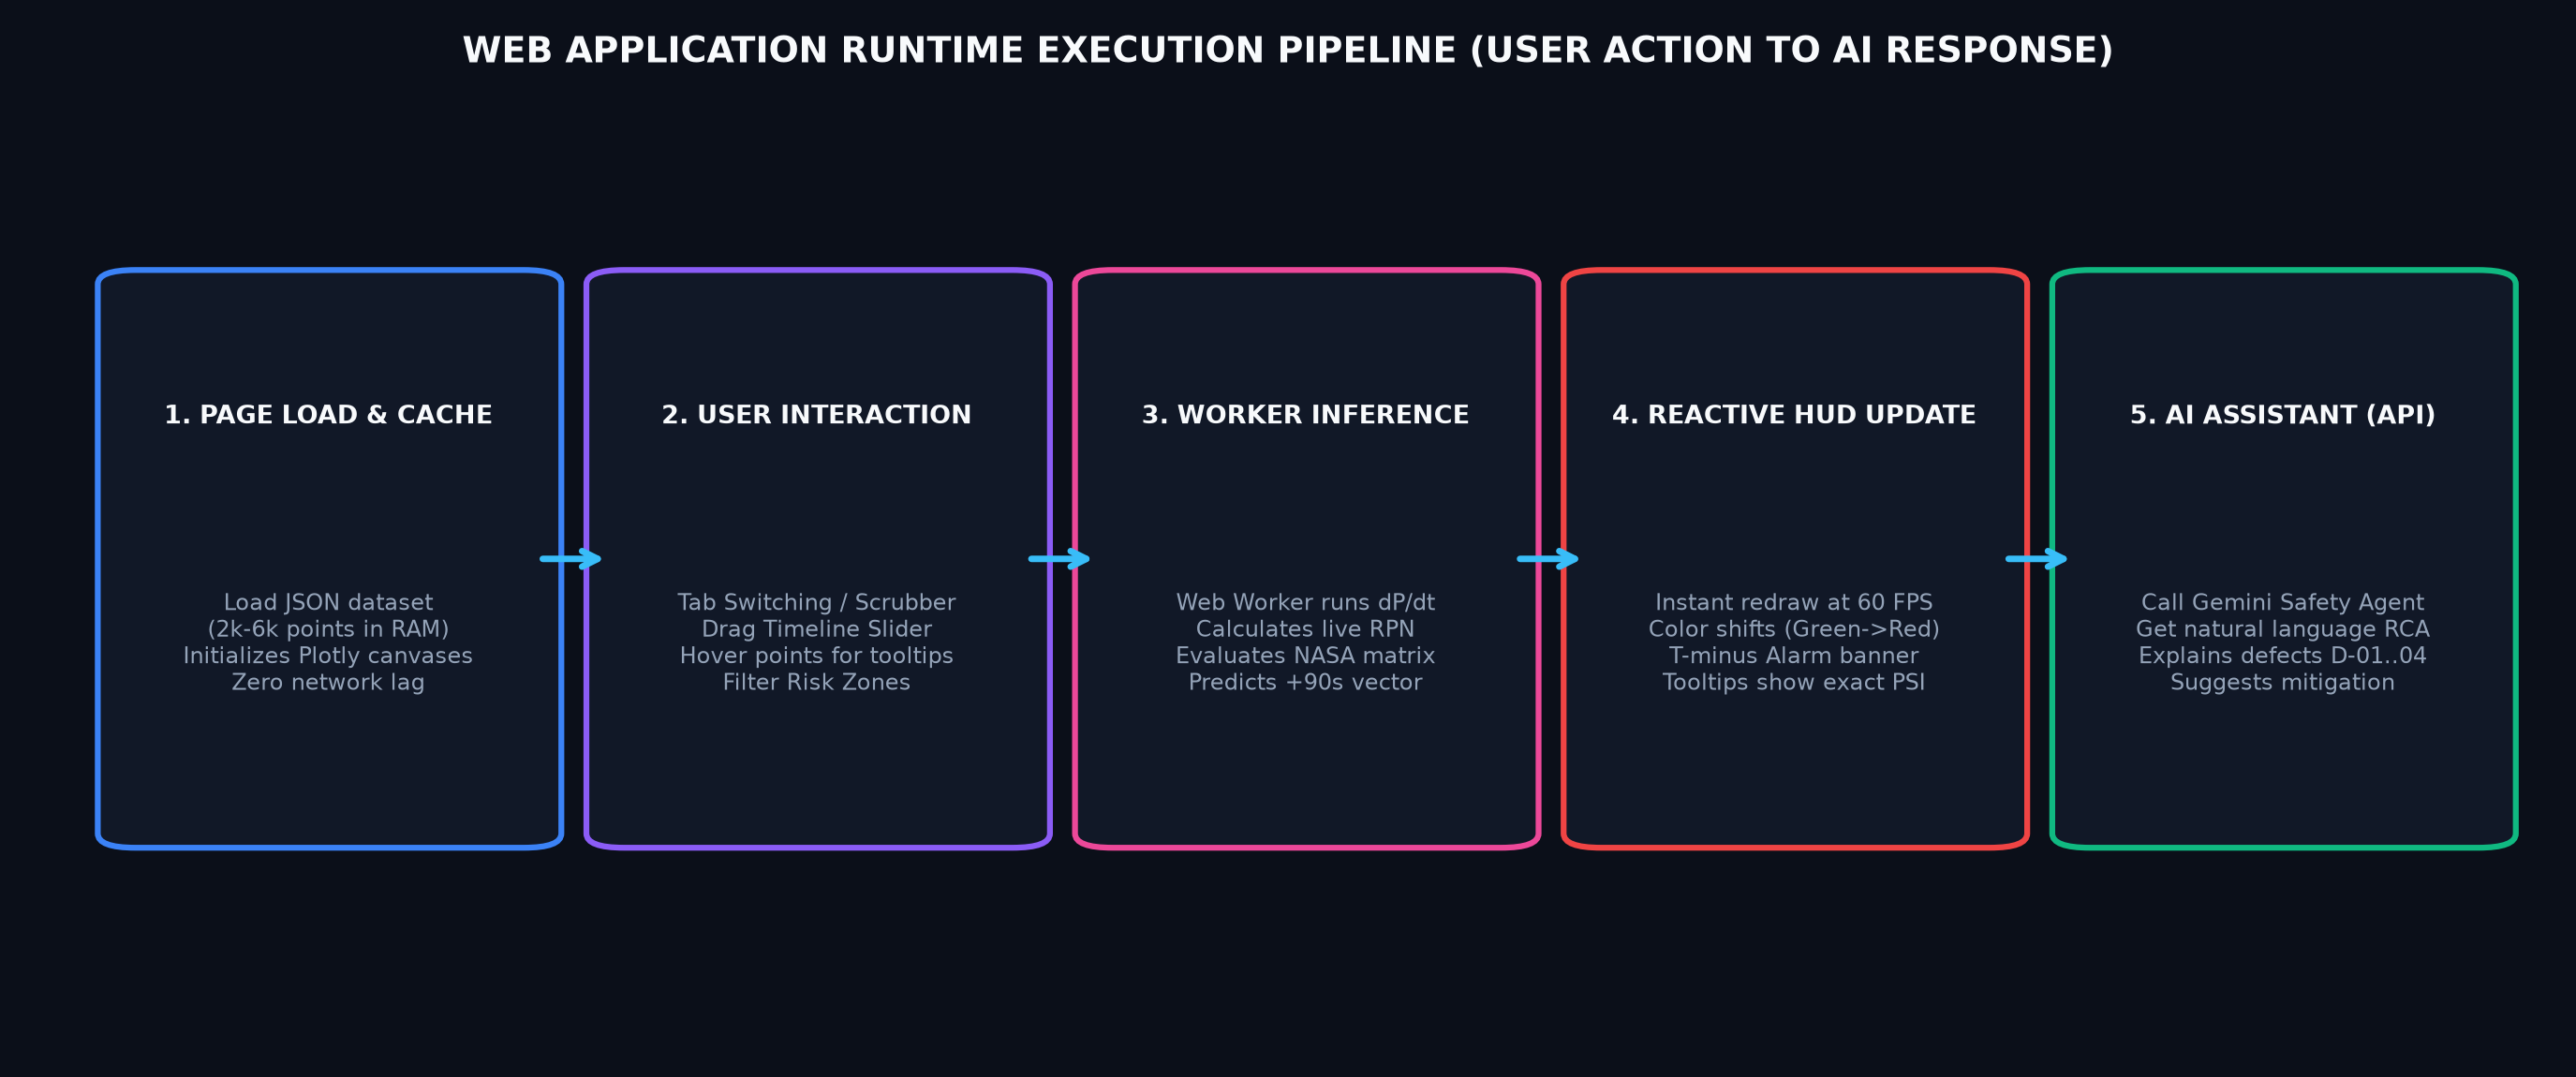 WEB APPLICATION RUNTIME EXECUTION PIPELINE (USER ACTION TO AI RESPONSE)
1. PAGE LOAD & CACHE
Load JSON dataset
(2k-6k points in RAM)
Initializes Plotly canvases
Zero network lag
2. USER INTERACTION
Tab Switching / Scrubber
Drag Timeline Slider
Hover points for tooltips
Filter Risk Zones
3. WORKER INFERENCE
Web Worker runs dP/dt
Calculates live RPN
Evaluates NASA matrix
Predicts +90s vector
4. REACTIVE HUD UPDATE
Instant redraw at 60 FPS
Color shifts (Green->Red)
T-minus Alarm banner
Tooltips show exact PSI
5. AI ASSISTANT (API)
Call Gemini Safety Agent
Get natural language RCA
Explains defects D-01..04
Suggests mitigation